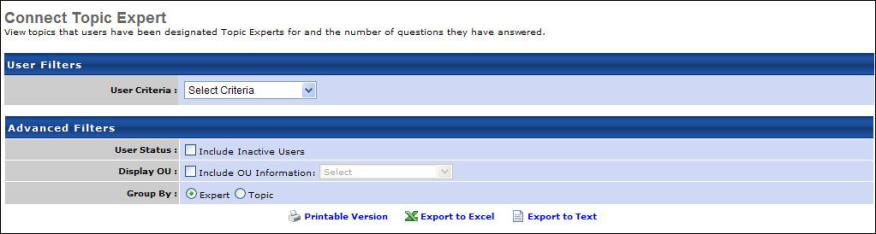 Connect Topic Expert
View topics that users have been designated Topic Experts for and the number of questions they have answered.
User Filters
User Criteria : Select Criteria
Advanced Filters
User Status : Include Inactive Users
Display OU : Include OU Information: Select
Group By : Expert Topic
Printable Version Export to Excel Export to Text